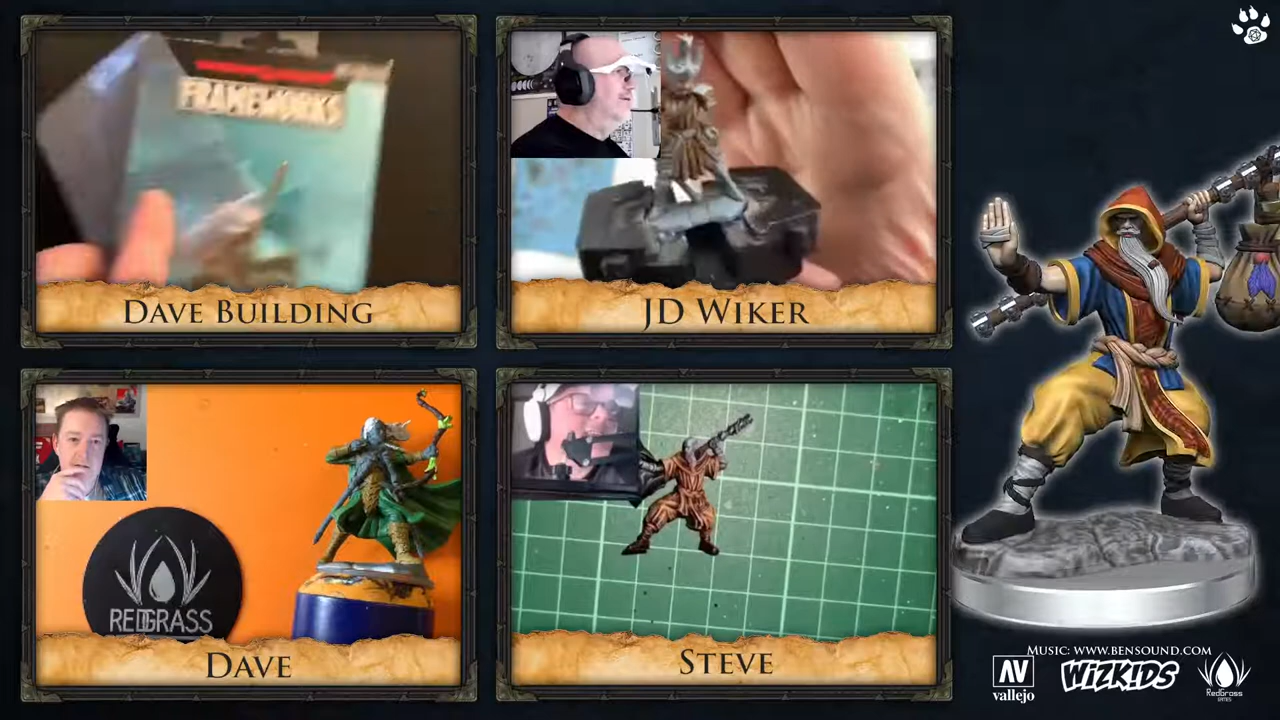 FRAMEWORKS
DAVE BUILDING
JD WIKER
REDGRASS
DAVE
STEVE
MUSIC: WWW.BENSOUND.COM
AV
vallejo
WIZKIDS
RedGrass